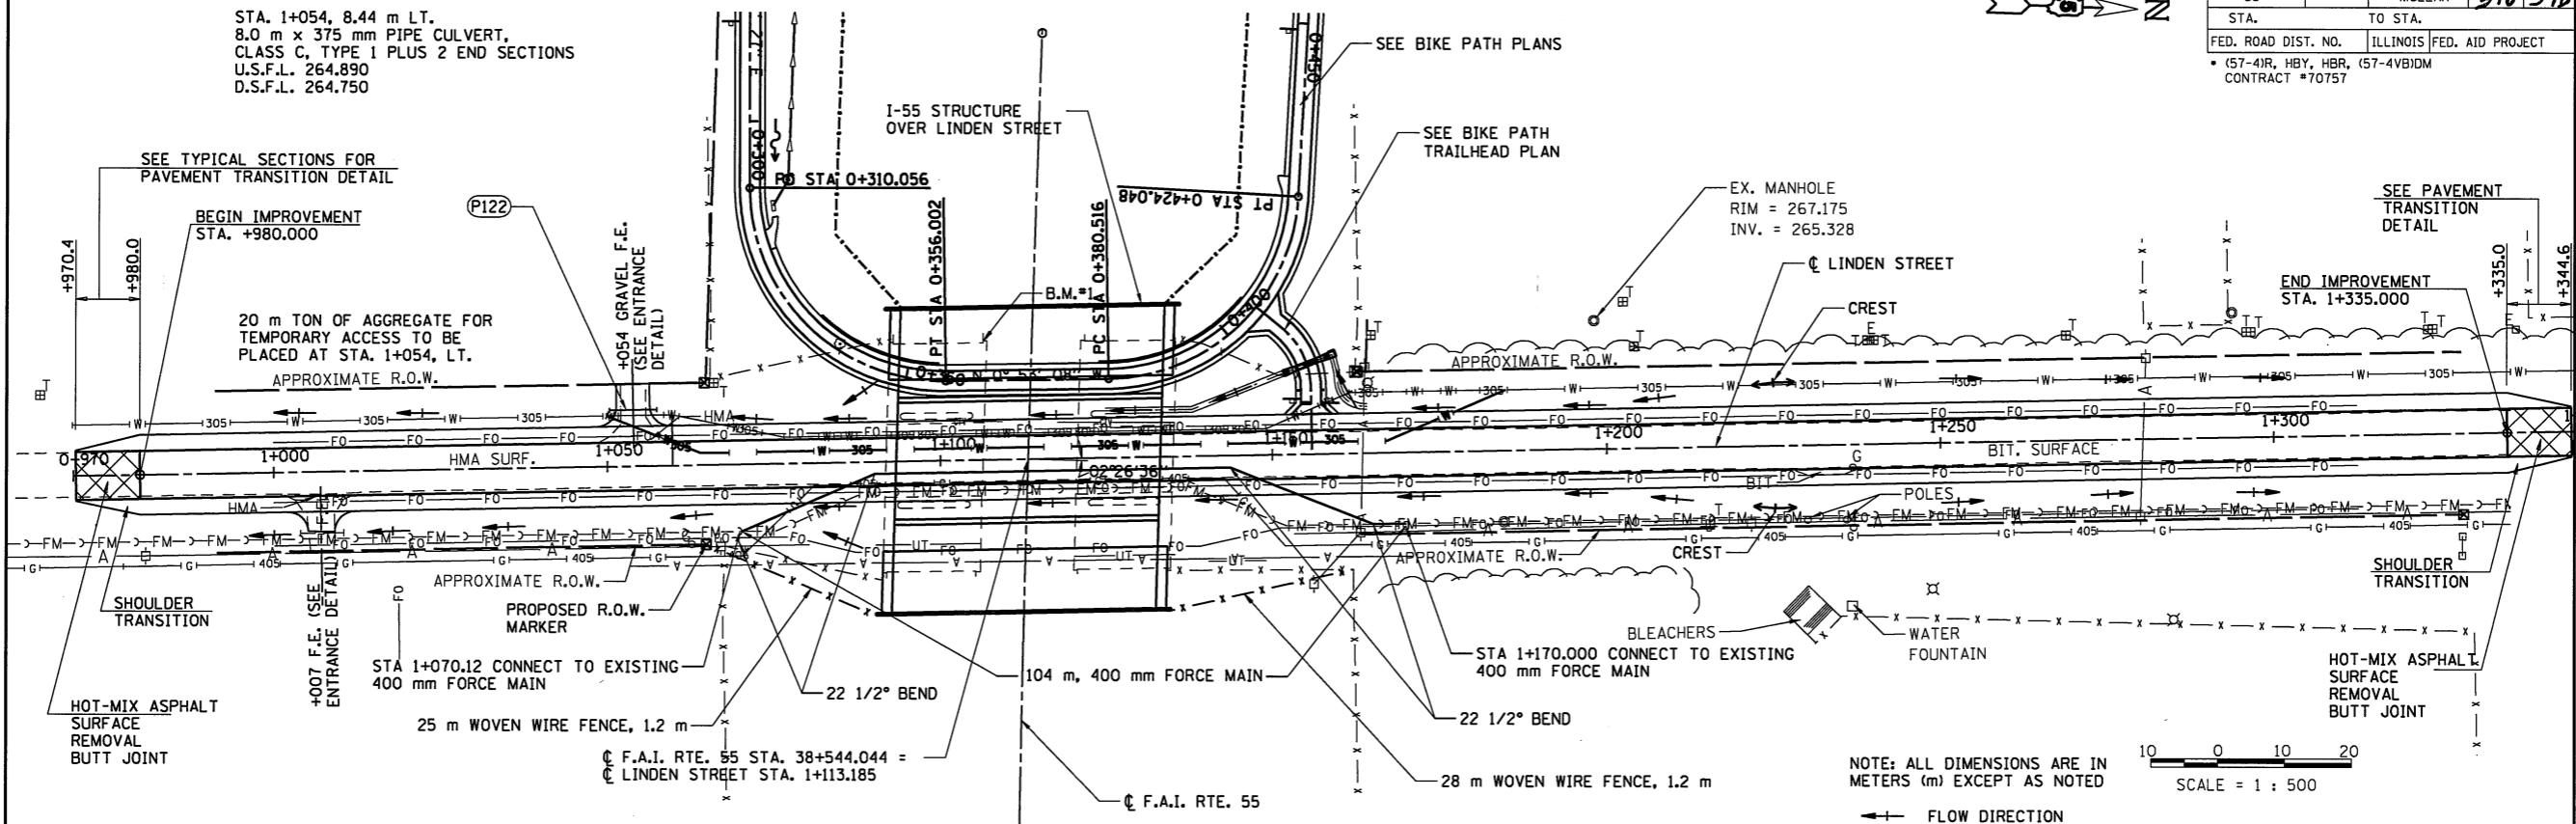 STA. 1+054, 8.44 m LT.
8.0 m x 375 mm PIPE CULVERT,
CLASS C, TYPE 1 PLUS 2 END SECTIONS
U.S.F.L. 264.890
D.S.F.L. 264.750
N
STA. TO STA.
FED. ROAD DIST. NO. ILLINOIS FED. AID PROJECT
* (57-4)R, HBY, HBR, (57-4VB)DM
CONTRACT #70757
SEE BIKE PATH PLANS
I-55 STRUCTURE
OVER LINDEN STREET
SEE BIKE PATH
TRAILHEAD PLAN
0+450
0+300
SEE TYPICAL SECTIONS FOR
PAVEMENT TRANSITION DETAIL
P122
BEGIN IMPROVEMENT
STA. +980.000
+970.4
+980.0
STA 0+310.056
PT STA 0+356.002
PC STA 0+380.516
PT STA 0+424.048
EX. MANHOLE
RIM = 267.175
INV. = 265.328
SEE PAVEMENT
TRANSITION
DETAIL
℄ LINDEN STREET
CREST
END IMPROVEMENT
STA. 1+335.000
+335.0
+344.6
20 m TON OF AGGREGATE FOR
TEMPORARY ACCESS TO BE
PLACED AT STA. 1+054, LT.
+054 GRAVEL F.E.
(SEE ENTRANCE
DETAIL)
B.M.#1
0+400
APPROXIMATE R.O.W.
APPROXIMATE R.O.W.
HMA
0+970
1+000
HMA SURF.
1+050
1+100
1+150
1+200
1+250
1+300
BIT. SURFACE
02°26'36"
BIT
HMA
POLES
CREST
APPROXIMATE R.O.W.
APPROXIMATE R.O.W.
SHOULDER
TRANSITION
+007 F.E. (SEE
ENTRANCE DETAIL)
PROPOSED R.O.W.
MARKER
SHOULDER
TRANSITION
STA 1+070.12 CONNECT TO EXISTING
400 mm FORCE MAIN
22 1/2° BEND
104 m, 400 mm FORCE MAIN
STA 1+170.000 CONNECT TO EXISTING
400 mm FORCE MAIN
BLEACHERS
WATER
FOUNTAIN
22 1/2° BEND
HOT-MIX ASPHALT
SURFACE
REMOVAL
BUTT JOINT
HOT-MIX ASPHALT
SURFACE
REMOVAL
BUTT JOINT
25 m WOVEN WIRE FENCE, 1.2 m
℄ F.A.I. RTE. 55 STA. 38+544.044 =
℄ LINDEN STREET STA. 1+113.185
28 m WOVEN WIRE FENCE, 1.2 m
℄ F.A.I. RTE. 55
NOTE: ALL DIMENSIONS ARE IN
METERS (m) EXCEPT AS NOTED
10 0 10 20
SCALE = 1 : 500
FLOW DIRECTION